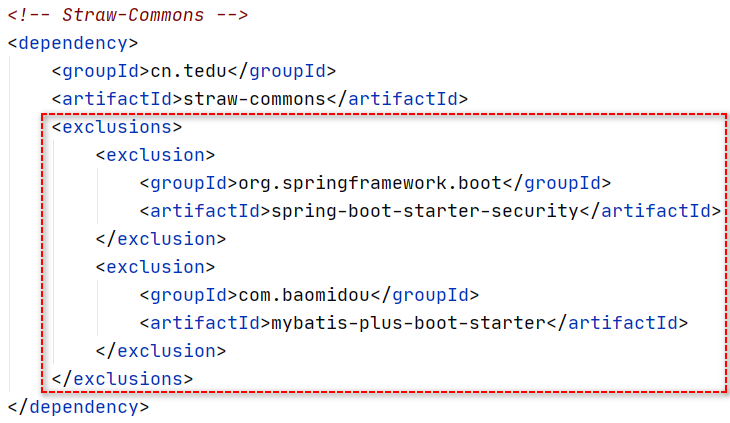 <!-- Straw-Commons -->
<dependency>
    <groupId>cn.tedu</groupId>
    <artifactId>straw-commons</artifactId>
    <exclusions>
        <exclusion>
            <groupId>org.springframework.boot</groupId>
            <artifactId>spring-boot-starter-security</artifactId>
        </exclusion>
        <exclusion>
            <groupId>com.baomidou</groupId>
            <artifactId>mybatis-plus-boot-starter</artifactId>
        </exclusion>
    </exclusions>
</dependency>